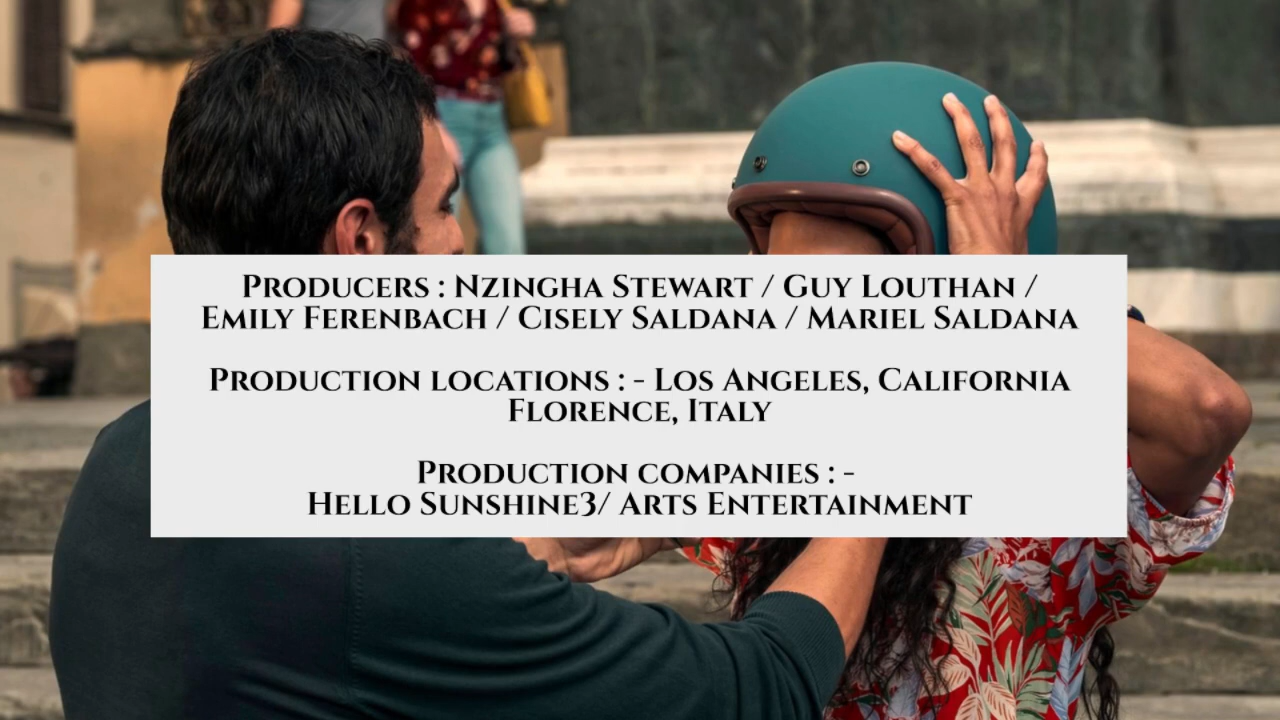 Producers : Nzingha Stewart / Guy Louthan /
Emily Ferenbach / Cisely Saldana / Mariel Saldana
Production locations : - Los Angeles, California
Florence, Italy
Production companies : -
Hello Sunshine3/ Arts Entertainment